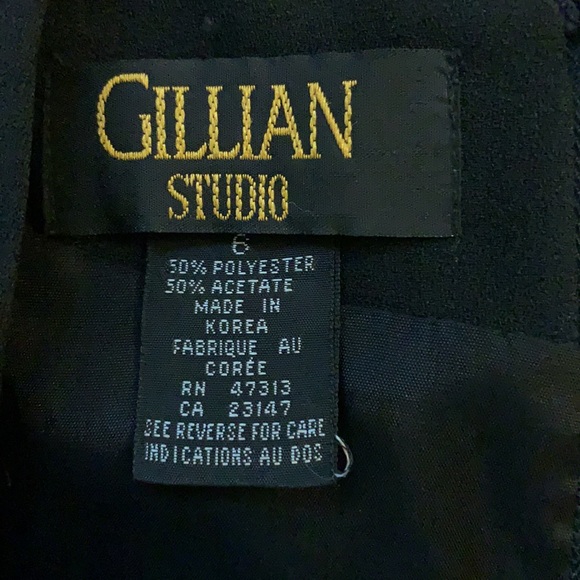 GILLIAN
STUDIO
6
50% POLYESTER
50% ACETATE
MADE IN
KOREA
FABRIQUE AU
CORÉE
RN 47313
CA 23147
SEE REVERSE FOR CARE
INDICATIONS AU DOS